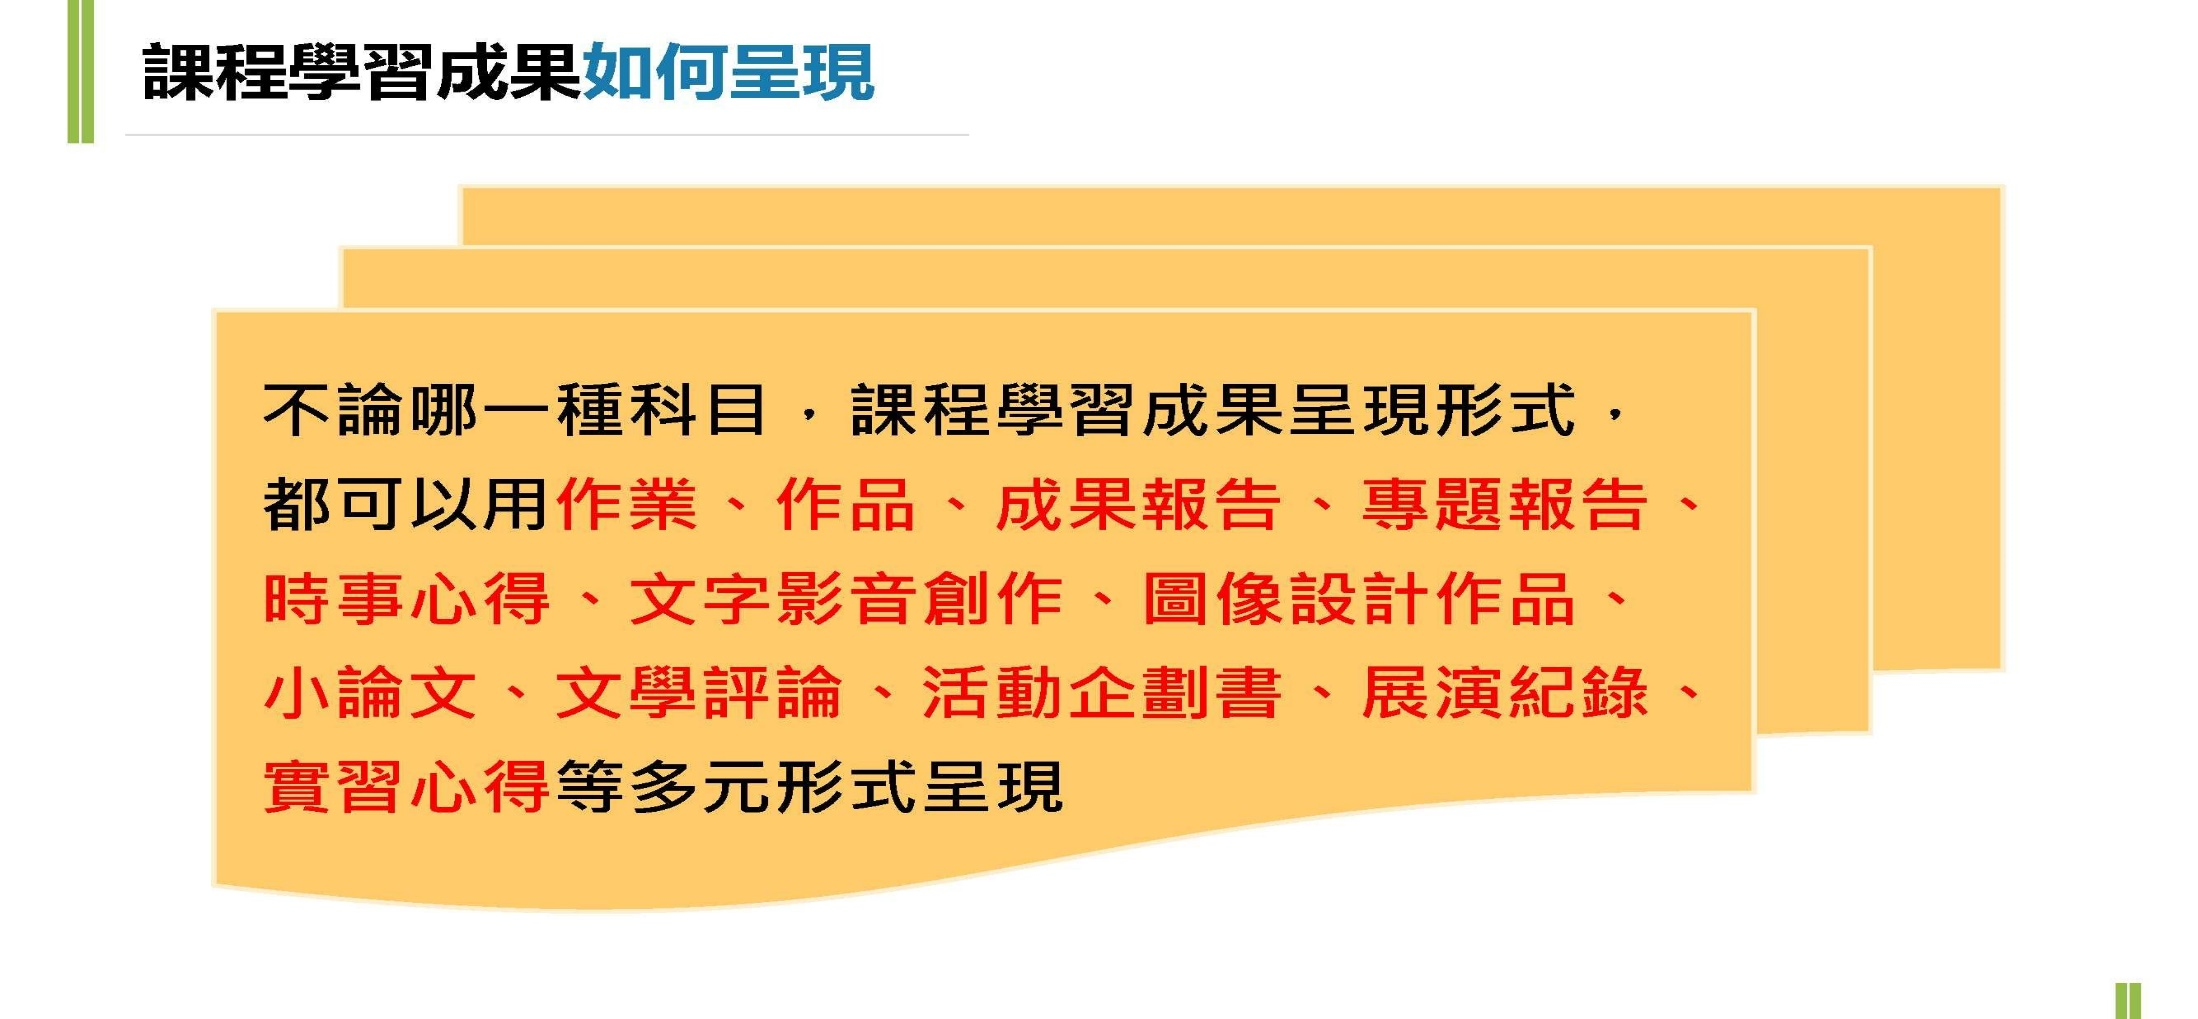 課程學習成果如何呈現
不論哪一種科目，課程學習成果呈現形式，
都可以用作業、作品、成果報告、專題報告、
時事心得、文字影音創作、圖像設計作品、
小論文、文學評論、活動企劃書、展演紀錄、
實習心得等多元形式呈現